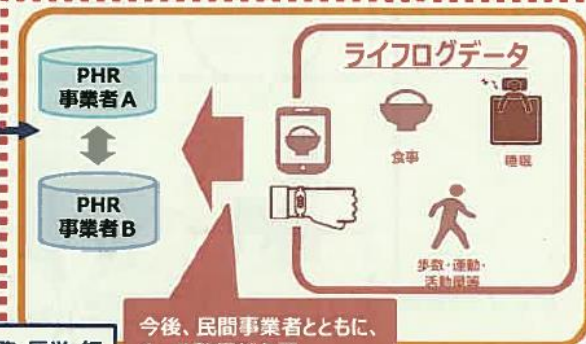 ライフログデータ
PHR
事業者A
PHR
事業者B
食事
睡眠
歩数・運動・
活動量等
今後、民間事業者とともに、